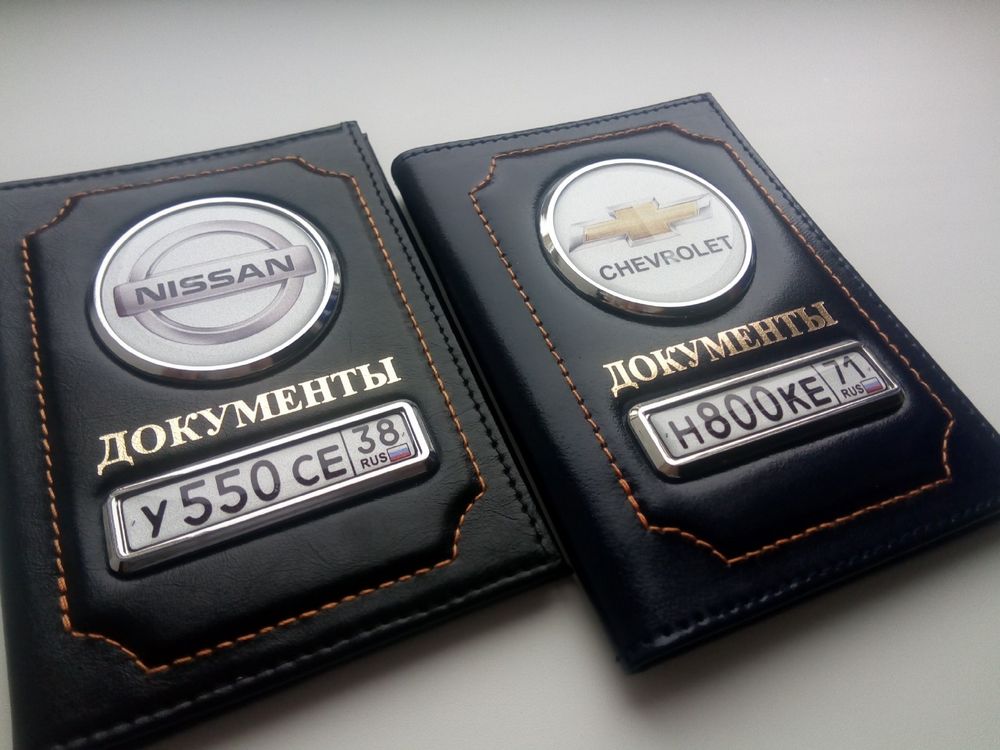 NISSAN
ДОКУМЕНТЫ
У550СЕ 38
RUS
CHEVROLET
ДОКУМЕНТЫ
Н800КЕ 71
RUS